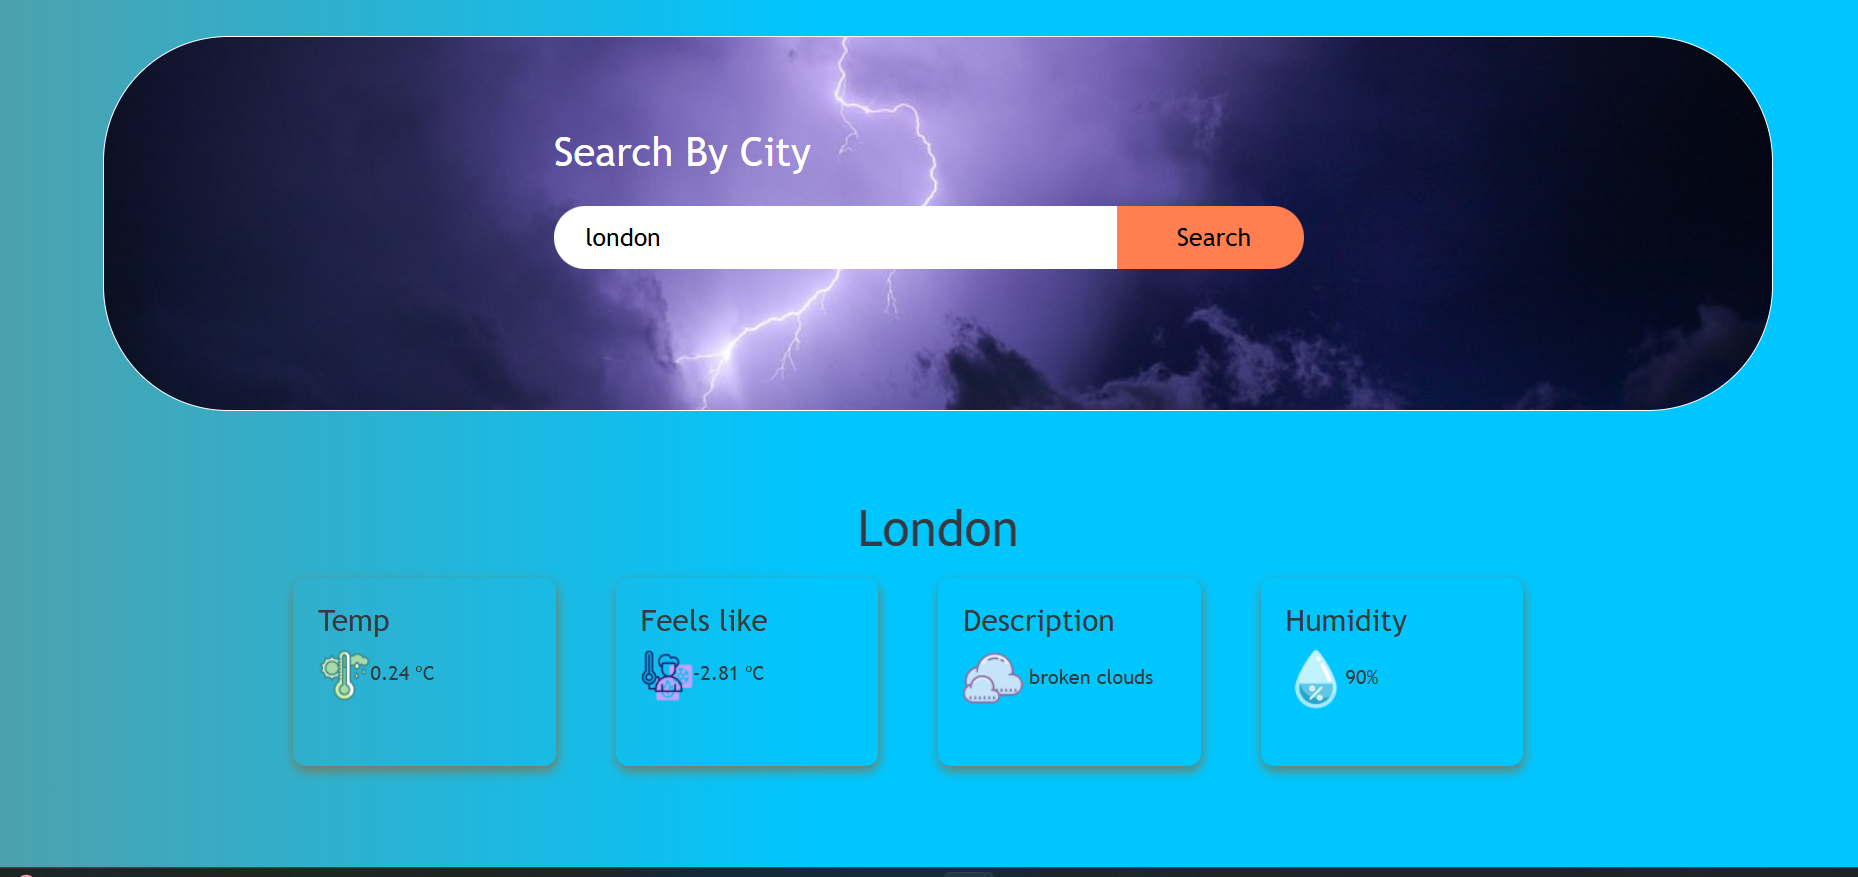 Search By City
london
Search
London
Temp
0.24 °C
Feels like
-2.81 °C
Description
broken clouds
Humidity
90%